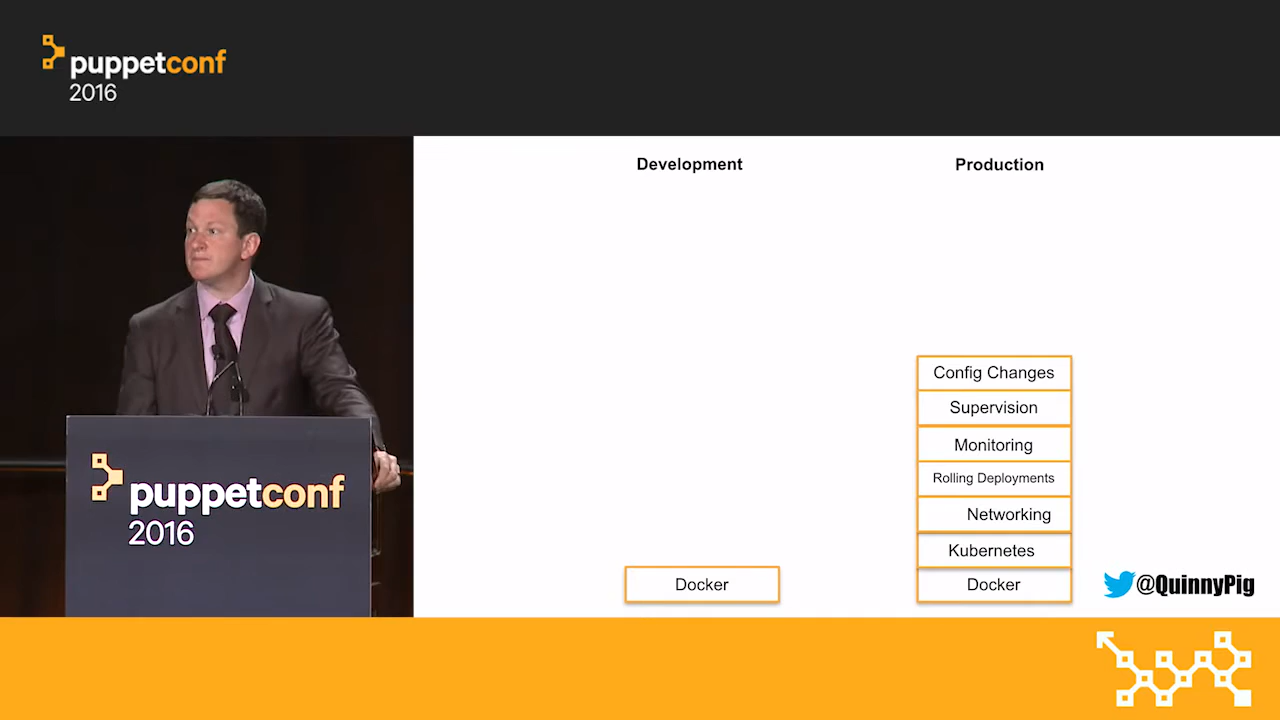 puppetconf
2016
Development
Production
Config Changes
Supervision
Monitoring
Rolling Deployments
Networking
Kubernetes
Docker
Docker
@QuinnyPig
puppetconf
2016